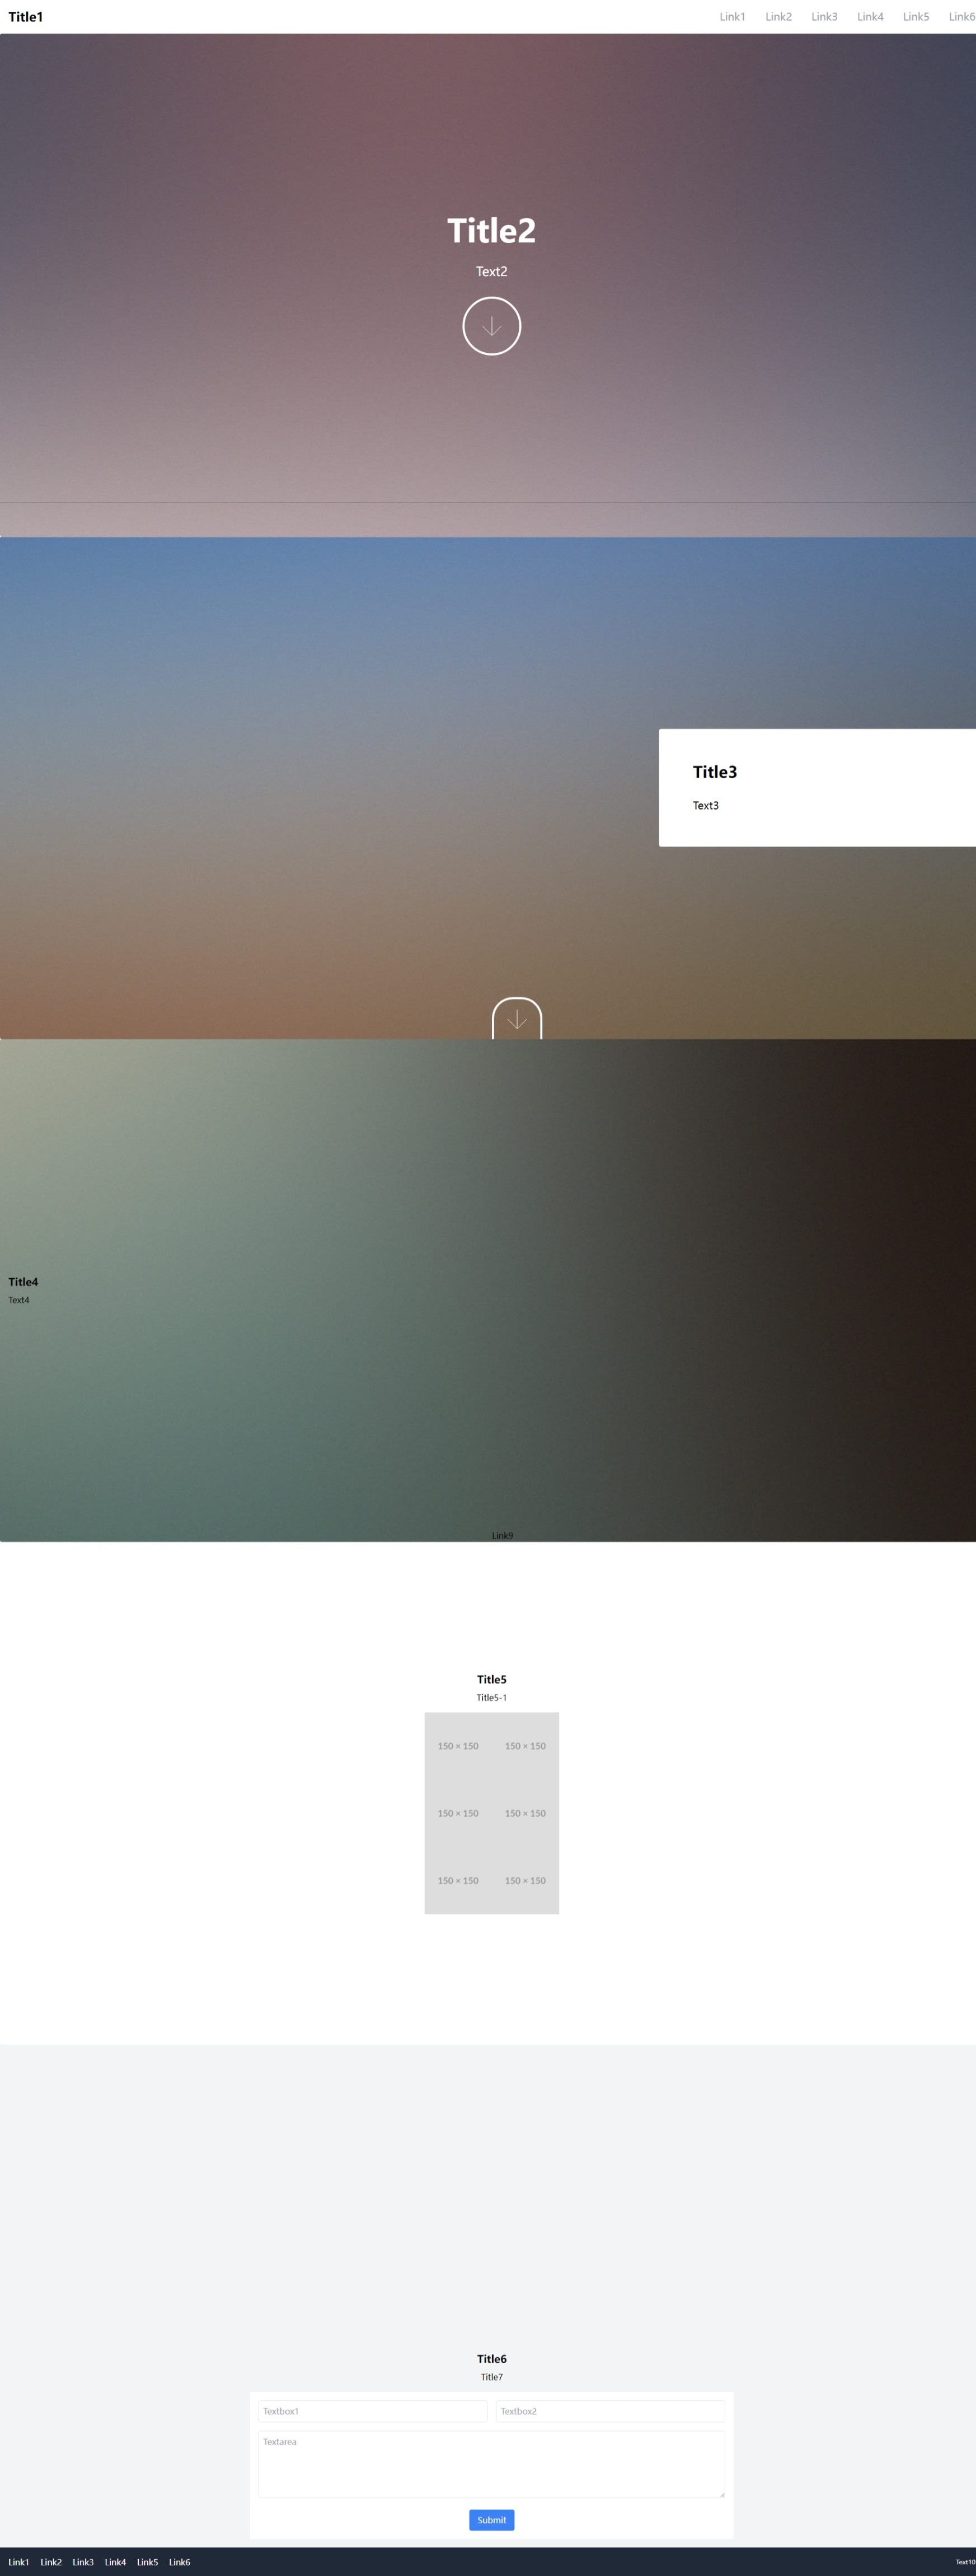 Title1 Link1 Link2 Link3 Link4 Link5 Link6
Title2
Text2
Title3
Text3
Title4
Text4
Link9
Title5
Title5-1
150 × 150 150 × 150
150 × 150 150 × 150
150 × 150 150 × 150
Title6
Title7
Textbox1 Textbox2
Textarea
Submit
Link1 Link2 Link3 Link4 Link5 Link6 Text10